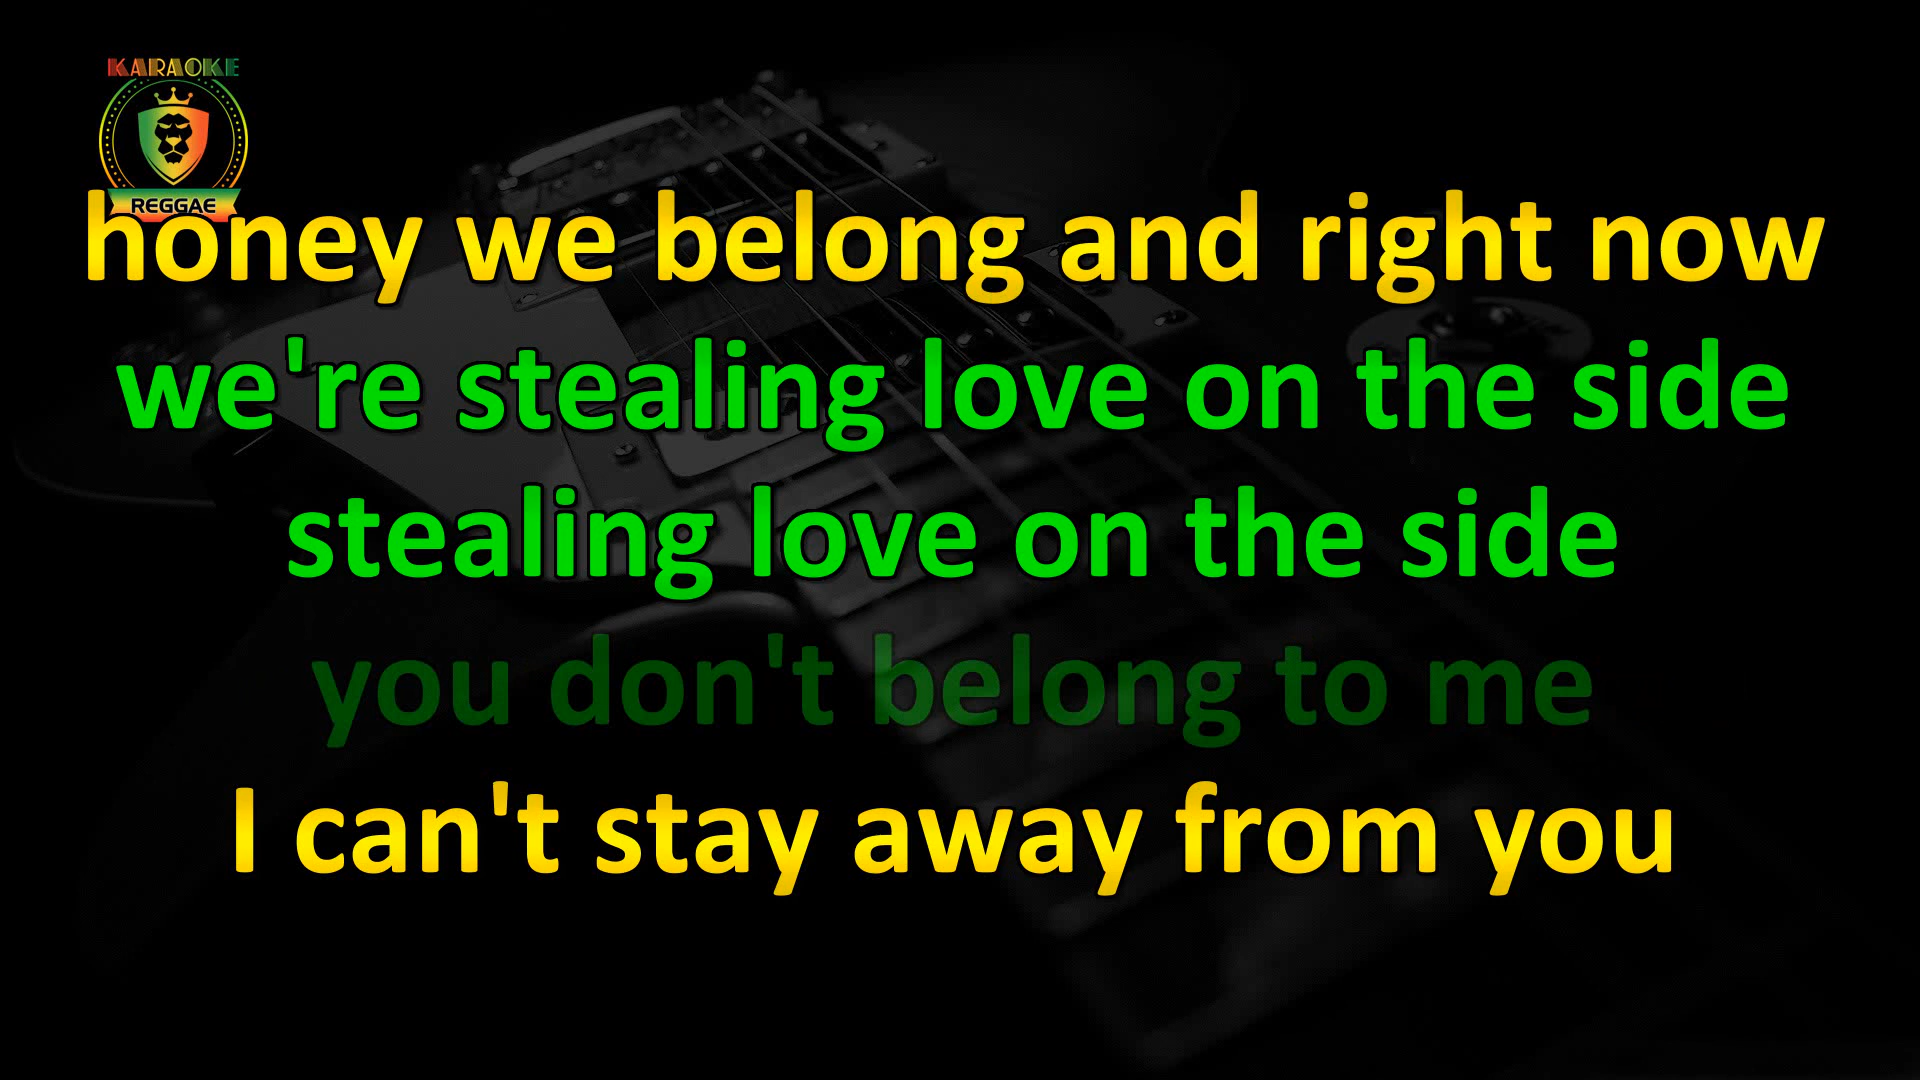 KARAOKE
REGGAE
honey we belong and right now
we're stealing love on the side
stealing love on the side
you don't belong to me
I can't stay away from you